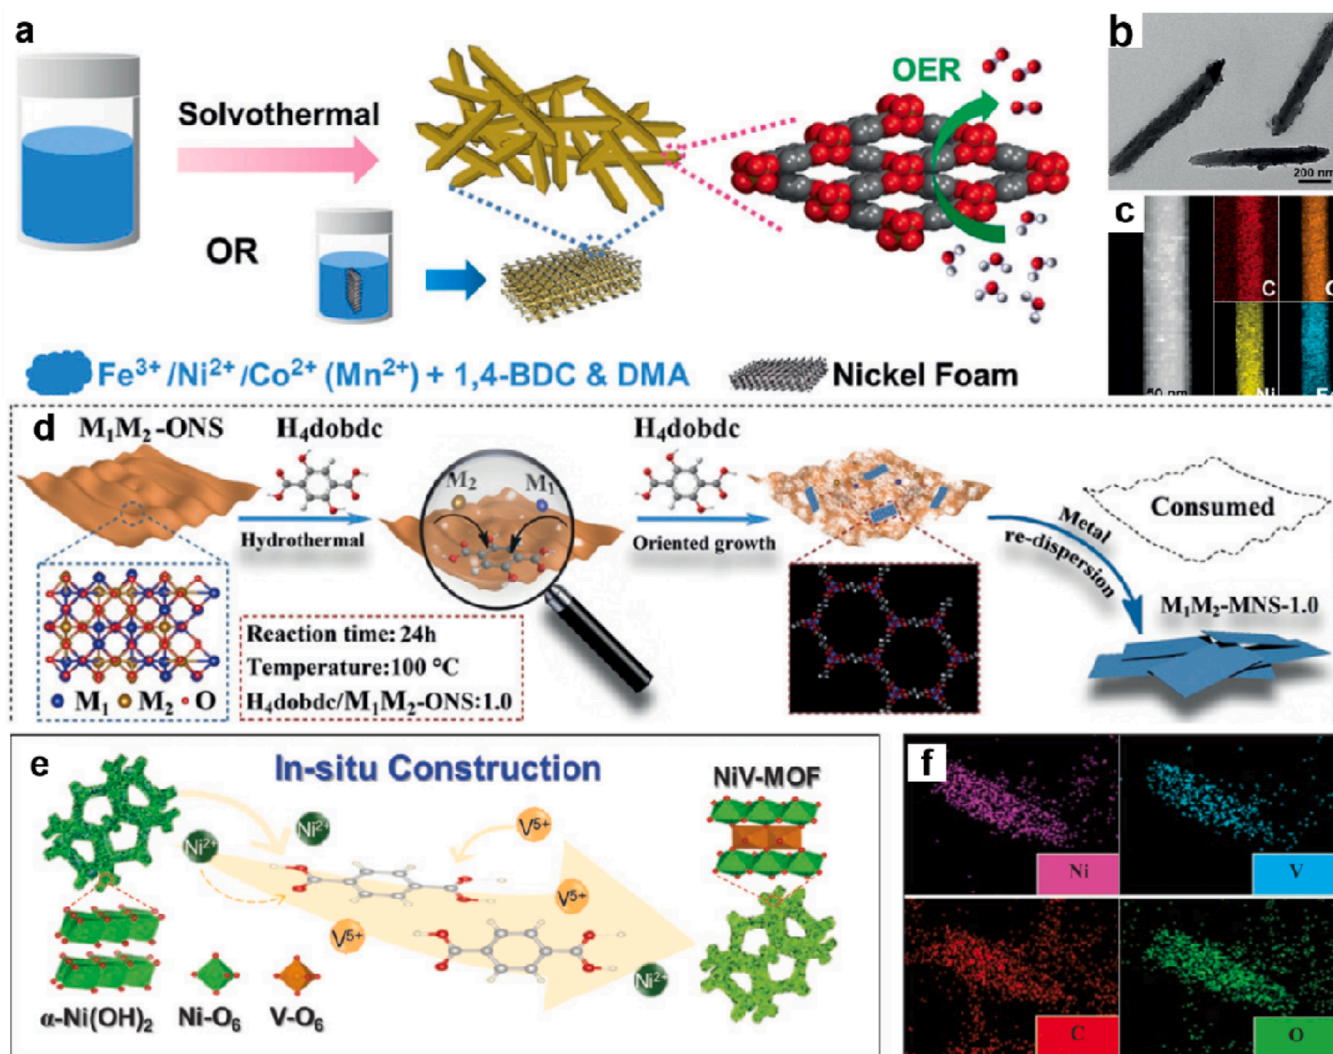 a
Solvothermal
OR
OER
Fe³⁺/Ni²⁺/Co²⁺ (Mn²⁺) + 1,4-BDC & DMA
Nickel Foam
b
200 nm
c
C
Ni
50 nm
d
M₁M₂-ONS
H₄dobdc
Hydrothermal
M₂
M₁
H₄dobdc
Oriented growth
Metal
re-dispersion
Consumed
M₁M₂-MNS-1.0
M₁ M₂ O
Reaction time: 24h
Temperature:100 °C
H₄dobdc/M₁M₂-ONS:1.0
e
In-situ Construction
NiV-MOF
Ni²⁺
Ni²⁺
V⁵⁺
V⁵⁺
V⁵⁺
Ni²⁺
α-Ni(OH)₂
Ni-O₆
V-O₆
f
Ni
V
C
O